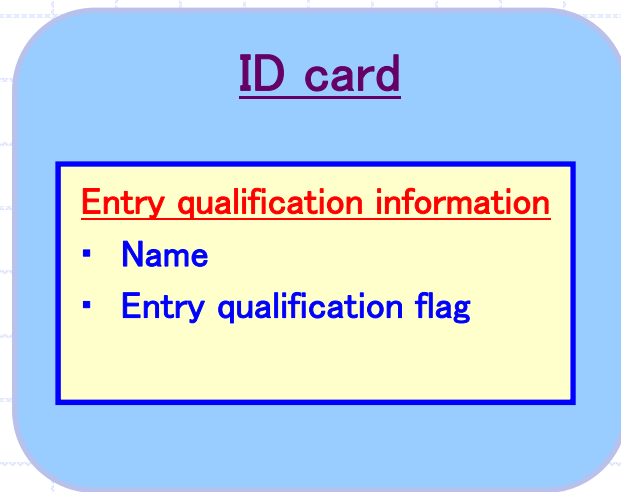 ID card
Entry qualification information
・ Name
・ Entry qualification flag